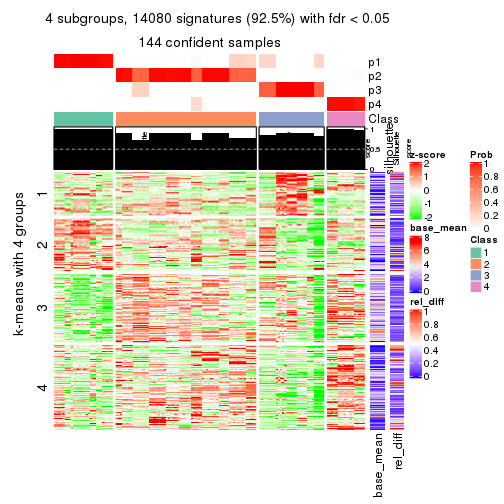 4 subgroups, 14080 signatures (92.5%) with fdr < 0.05
144 confident samples
p1
p2
p3
p4
Class
1
0.5
0
silhouette
Silhouette
k-means with 4 groups
1
2
3
4
base_mean
rel_diff
z-score
2
1
0
-1
-2
base_mean
8
6
4
2
0
rel_diff
1
0.8
0.6
0.4
0.2
0
Prob
1
0.8
0.6
0.4
0.2
0
Class
1
2
3
4